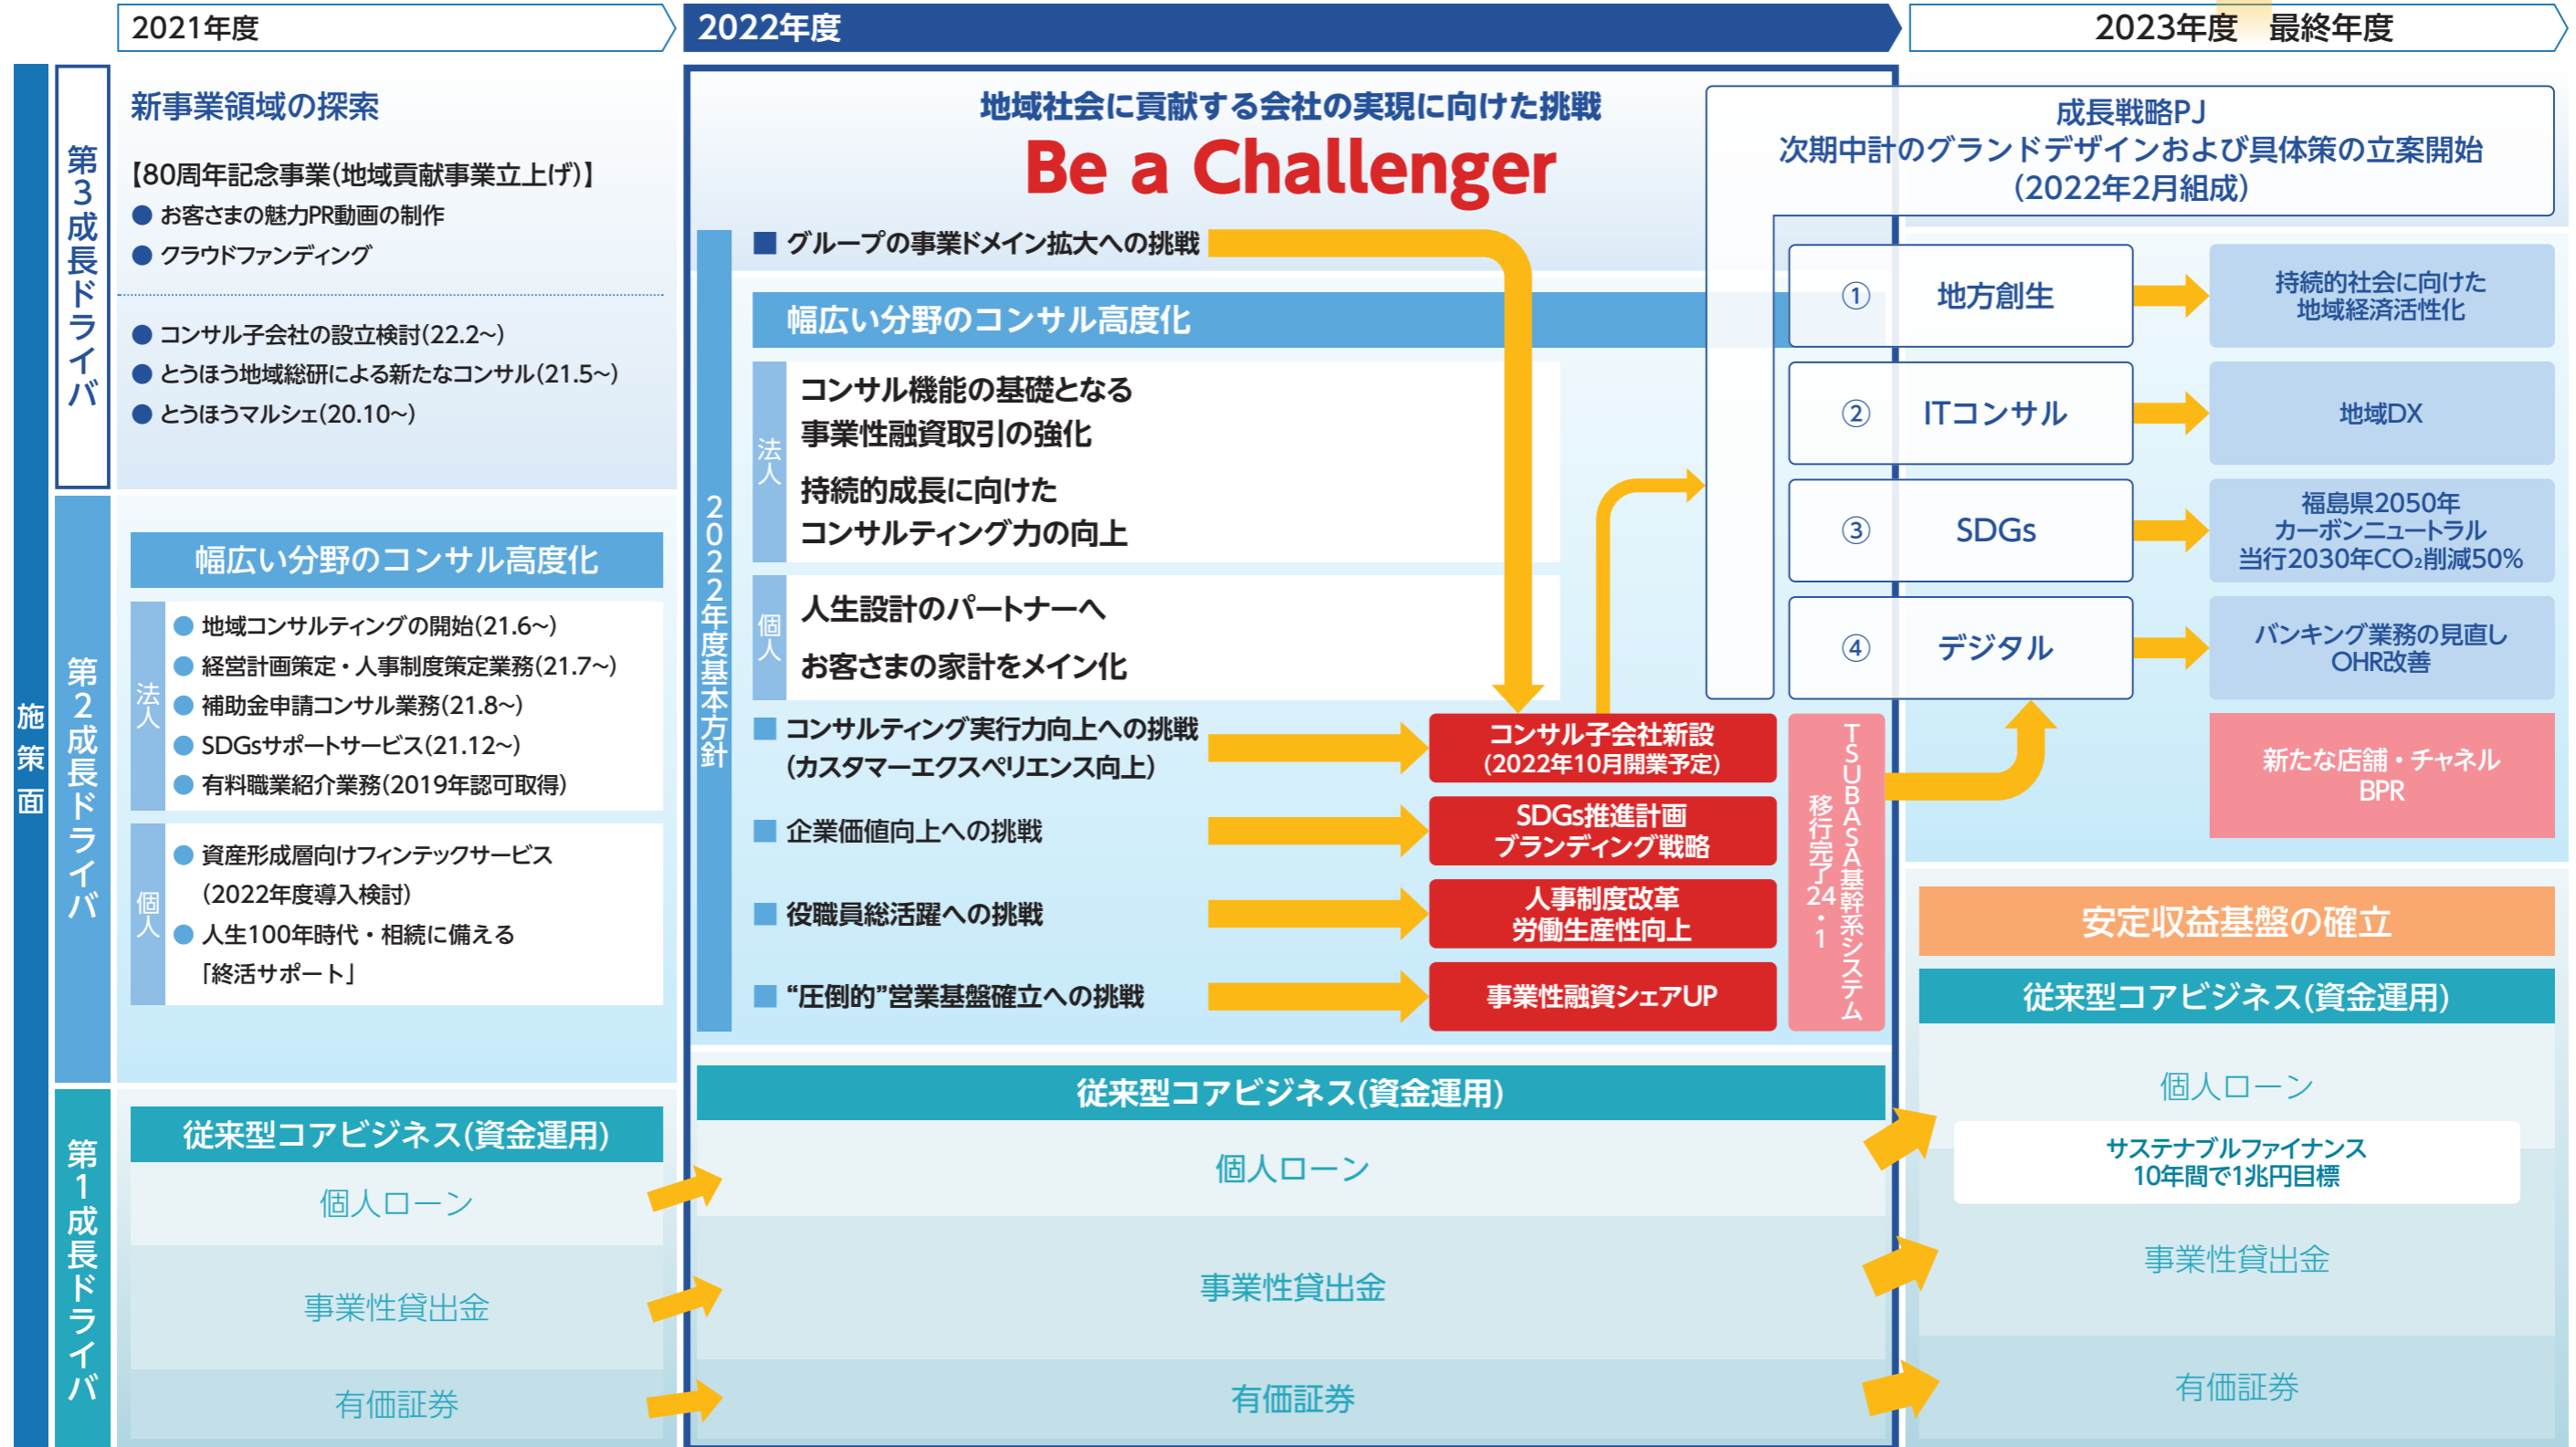 2021年度
2022年度
2023年度 最終年度
施策面
第3成長ドライバ
新事業領域の探索
【80周年記念事業(地域貢献事業立上げ)】
● お客さまの魅力PR動画の制作
● クラウドファンディング
● コンサル子会社の設立検討(22.2~)
● とうほう地域総研による新たなコンサル(21.5~)
● とうほうマルシェ(20.10~)
第2成長ドライバ
幅広い分野のコンサル高度化
法人
● 地域コンサルティングの開始(21.6~)
● 経営計画策定・人事制度策定業務(21.7~)
● 補助金申請コンサル業務(21.8~)
● SDGsサポートサービス(21.12~)
● 有料職業紹介業務(2019年認可取得)
個人
● 資産形成層向けフィンテックサービス
(2022年度導入検討)
● 人生100年時代・相続に備える
「終活サポート」
第1成長ドライバ
従来型コアビジネス(資金運用)
個人ローン
事業性貸出金
有価証券
地域社会に貢献する会社の実現に向けた挑戦
Be a Challenger
2022年度基本方針
■ グループの事業ドメイン拡大への挑戦
幅広い分野のコンサル高度化
法人
コンサル機能の基礎となる
事業性融資取引の強化
持続的成長に向けた
コンサルティング力の向上
個人
人生設計のパートナーへ
お客さまの家計をメイン化
■ コンサルティング実行力向上への挑戦
(カスタマーエクスペリエンス向上)
コンサル子会社新設
(2022年10月開業予定)
■ 企業価値向上への挑戦
SDGs推進計画
ブランディング戦略
■ 役職員総活躍への挑戦
人事制度改革
労働生産性向上
■ “圧倒的”営業基盤確立への挑戦
事業性融資シェアUP
TSUBASA基幹系システム
移行完了24・1
従来型コアビジネス(資金運用)
個人ローン
事業性貸出金
有価証券
成長戦略PJ
次期中計のグランドデザインおよび具体策の立案開始
(2022年2月組成)
① 地方創生
持続的社会に向けた
地域経済活性化
② ITコンサル
地域DX
③ SDGs
福島県2050年
カーボンニュートラル
当行2030年CO₂削減50%
④ デジタル
バンキング業務の見直し
OHR改善
新たな店舗・チャネル
BPR
安定収益基盤の確立
従来型コアビジネス(資金運用)
個人ローン
サステナブルファイナンス
10年間で1兆円目標
事業性貸出金
有価証券